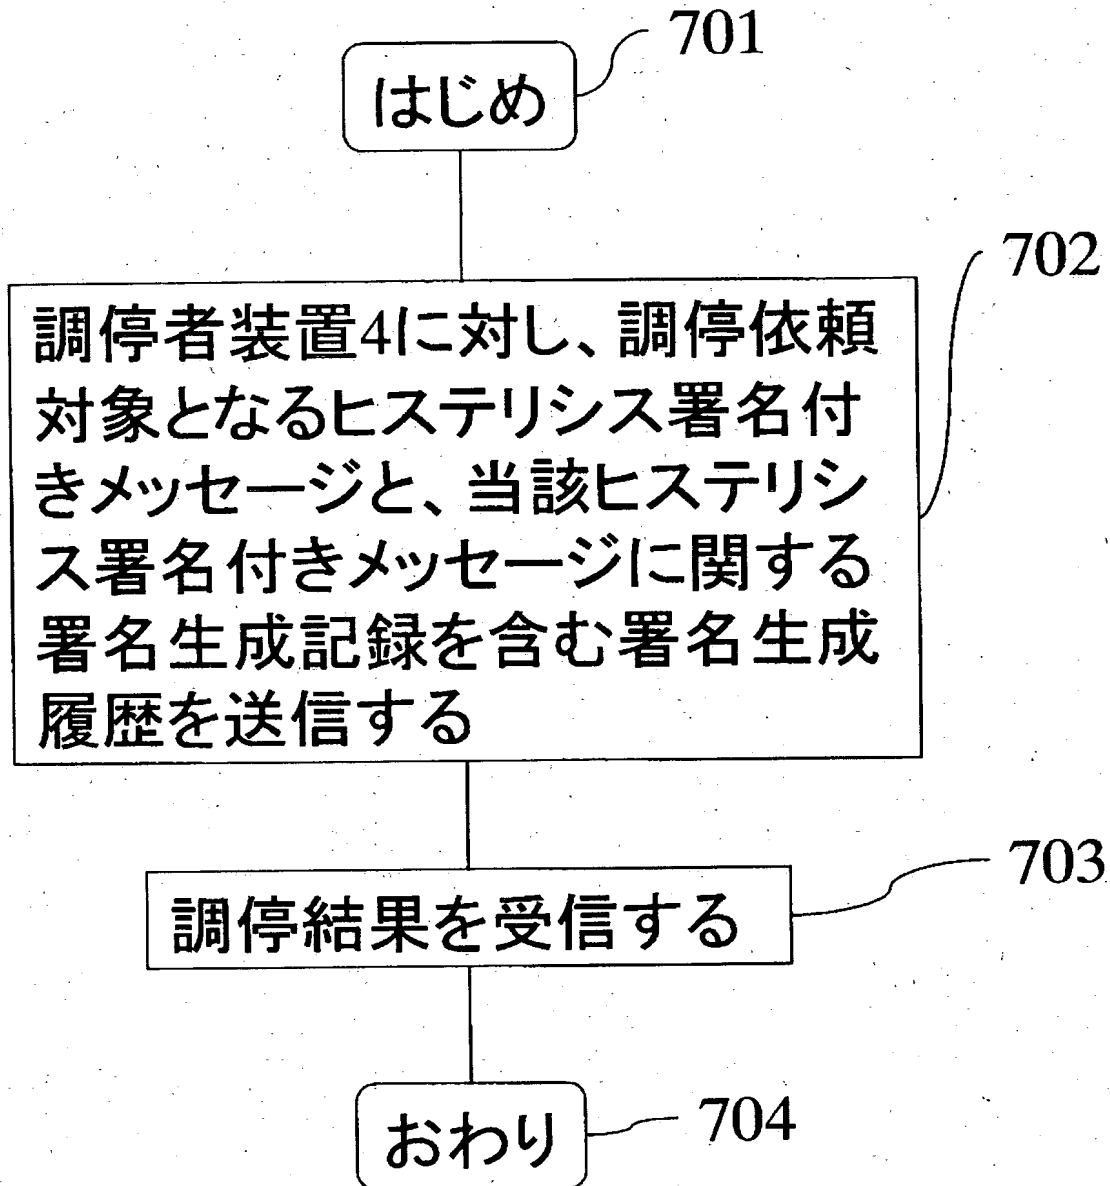 701
はじめ
702
調停者装置4に対し、調停依頼
対象となるヒステリシス署名付
きメッセージと、当該ヒステリシ
ス署名付きメッセージに関する
署名生成記録を含む署名生成
履歴を送信する
703
調停結果を受信する
704
おわり